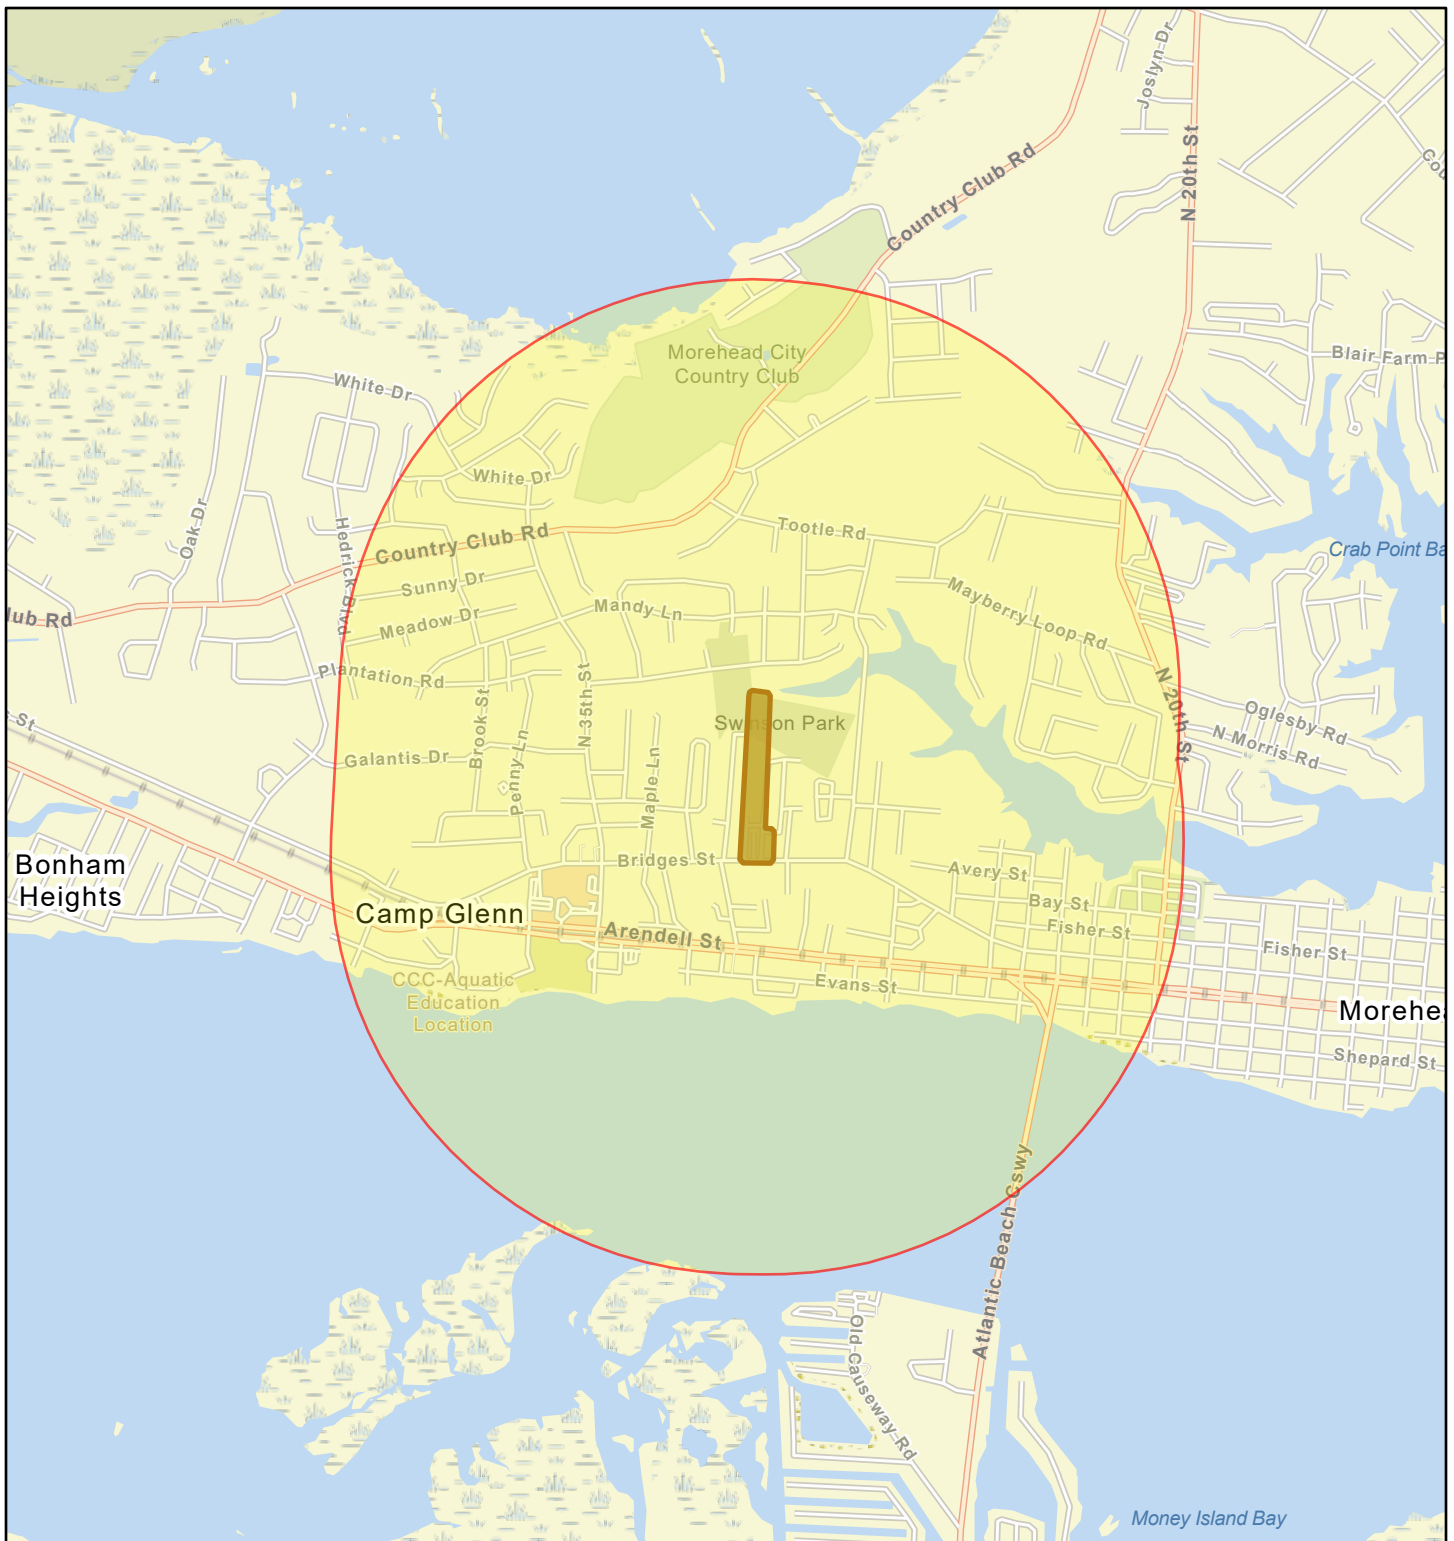 Joslyn Dr
N 20th St
Country Club Rd
Morehead City
Country Club
Blair Farm P
White Dr
White Dr
Oak Dr
Hedrick Blvd
Country Club Rd
Tootle Rd
Crab Point Ba
Sunny Dr
Mandy Ln
Mayberry Loop Rd
lub Rd
Meadow Dr
Plantation Rd
N 35th St
N 20th St
Brook St
Swinson Park
Oglesby Rd
N Morris Rd
s St
Galantis Dr
Penny Ln
Maple Ln
Bonham
Heights
Bridges St
Avery St
Bay St
Camp Glenn
Arendell St
Fisher St
Fisher St
CCC-Aquatic
Education
Location
Evans St
Morehea
Shepard St
Atlantic Beach Cswy
Old Causeway Rd
Money Island Bay